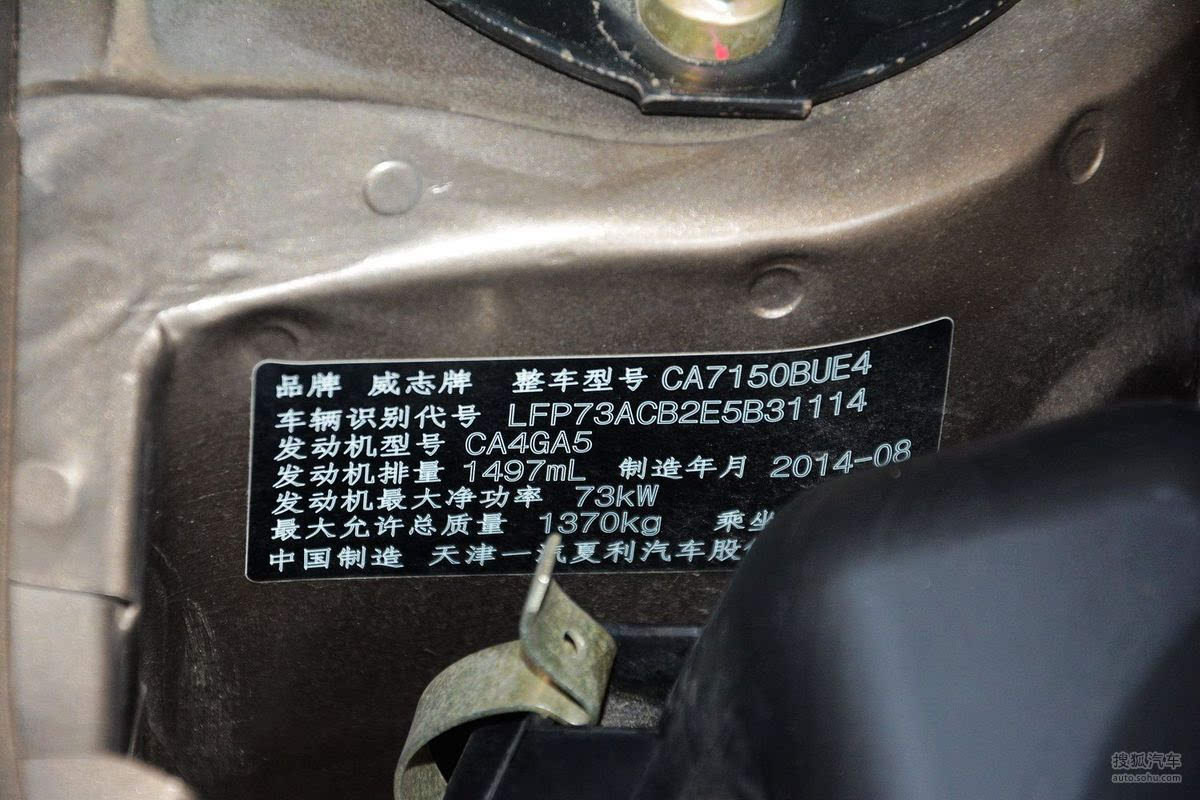 品牌 威志牌 整车型号 CA7150BUE4
车辆识别代号 LFP73ACB2E5B31114
发动机型号 CA4GA5
发动机排量 1497mL 制造年月 2014-08
发动机最大净功率 73kW
最大允许总质量 1370kg 乘坐
中国制造 天津一汽夏利汽车股
搜狐汽车
auto.sohu.com